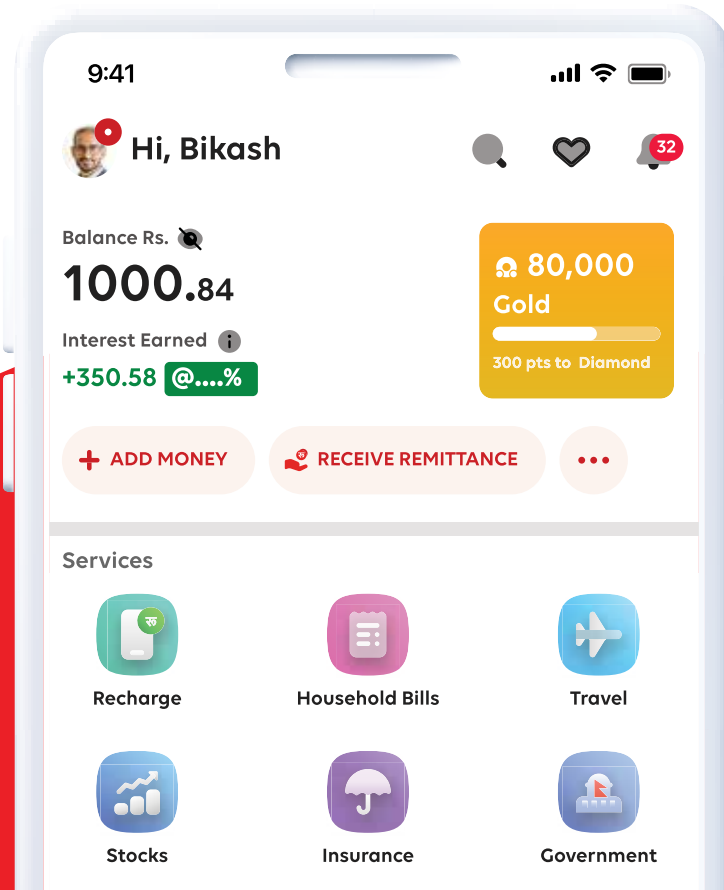 9:41
Hi, Bikash
32
Balance Rs.
1000.84
80,000
Gold
300 pts to Diamond
Interest Earned i
+350.58 @....%
ADD MONEY
RECEIVE REMITTANCE
Services
रू
Recharge
Household Bills
Travel
Stocks
Insurance
Government